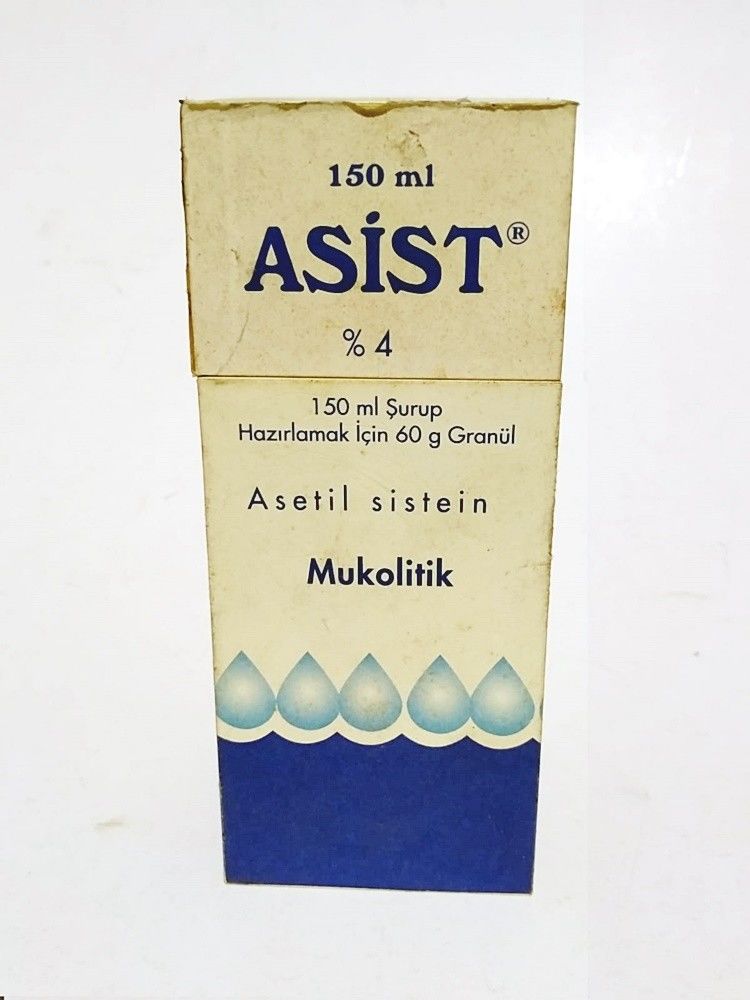 150 ml
ASİST®
% 4
150 ml Şurup
Hazırlamak İçin 60 g Granül
Asetil sistein
Mukolitik